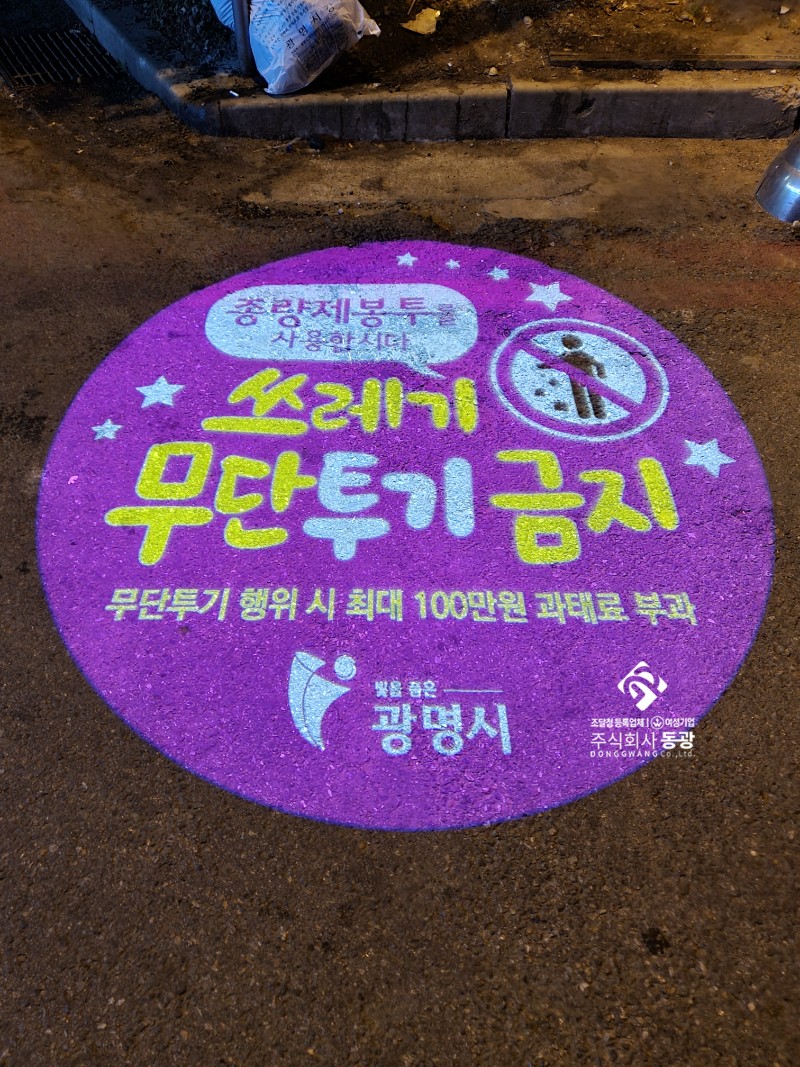 종량제봉투를
사용합시다
쓰레기
무단투기 금지
무단투기 행위 시 최대 100만원 과태료 부과
빛을 품은
광명시
조달청 등록업체 | 여성기업
주식회사 동광
DONGGWANG Co., Ltd.